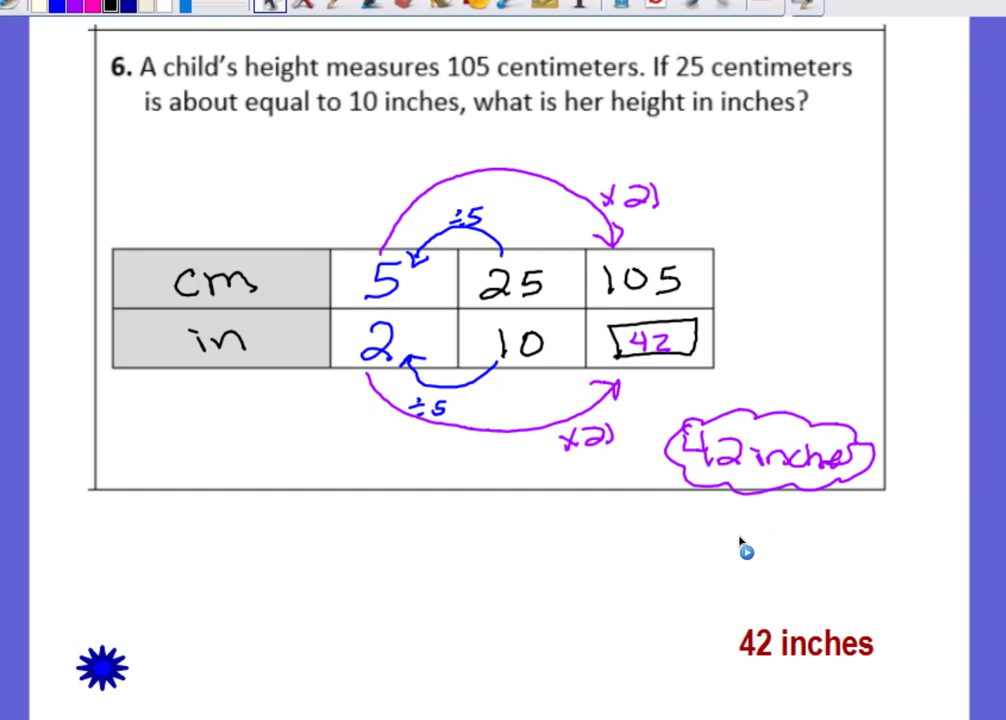 6. A child's height measures 105 centimeters. If 25 centimeters
is about equal to 10 inches, what is her height in inches?
x 21
÷5
cm 5 25 105
in 2 10 42
÷5
x21
42 inches
42 inches